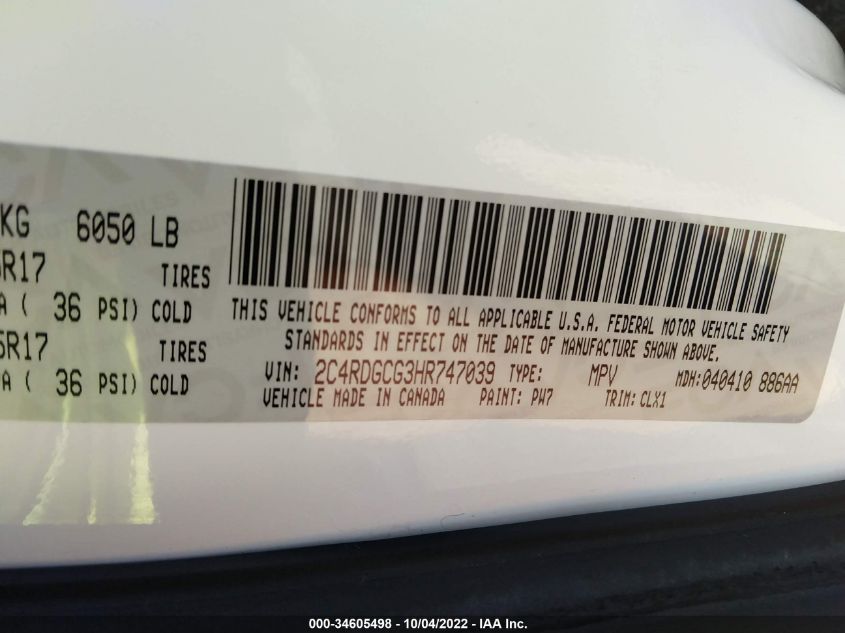 KG 6050 LB
R17 TIRES
A ( 36 PSI) COLD
5R17 TIRES
A ( 36 PSI) COLD
THIS VEHICLE CONFORMS TO ALL APPLICABLE U.S.A. FEDERAL MOTOR VEHICLE SAFETY
STANDARDS IN EFFECT ON THE DATE OF MANUFACTURE SHOWN ABOVE.
VIN: 2C4RDGCG3HR747039 TYPE: MPV MDH:040410 886AA
VEHICLE MADE IN CANADA PAINT: PW7 TRIM: CLX1
000-34605498 - 10/04/2022 - IAA Inc.